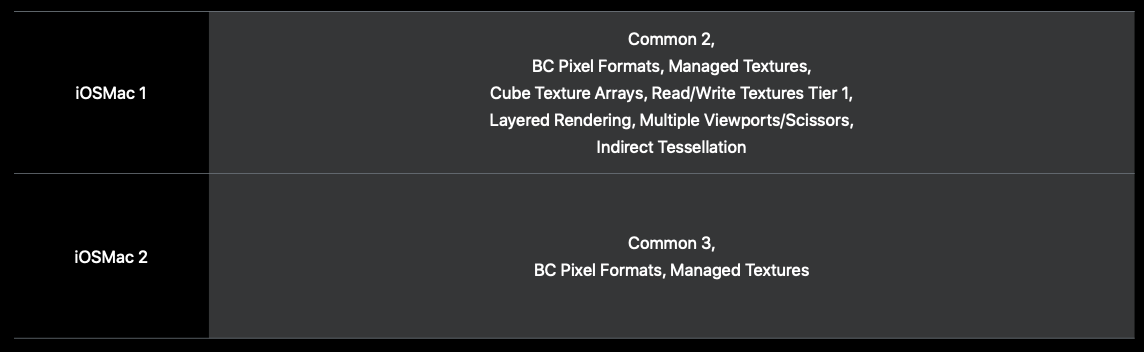 iOSMac 1
Common 2,
BC Pixel Formats, Managed Textures,
Cube Texture Arrays, Read/Write Textures Tier 1,
Layered Rendering, Multiple Viewports/Scissors,
Indirect Tessellation
iOSMac 2
Common 3,
BC Pixel Formats, Managed Textures